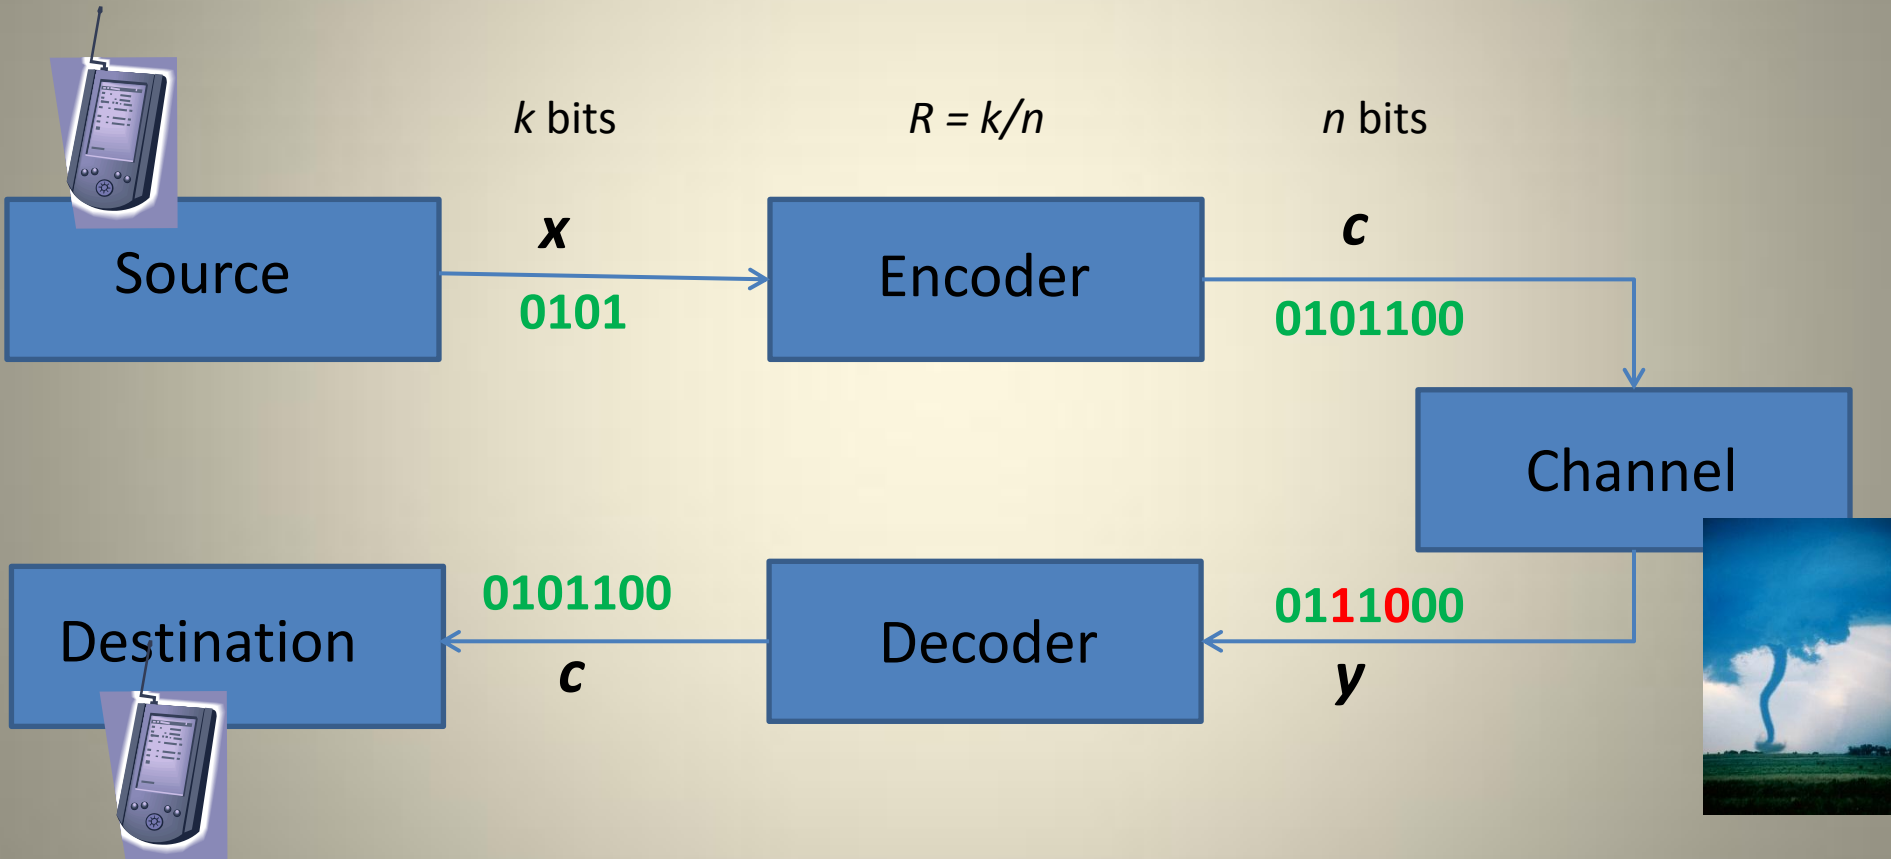 k bits
R = k/n
n bits
Source
x
0101
Encoder
c
0101100
Channel
0111000
y
Decoder
0101100
c
Destination